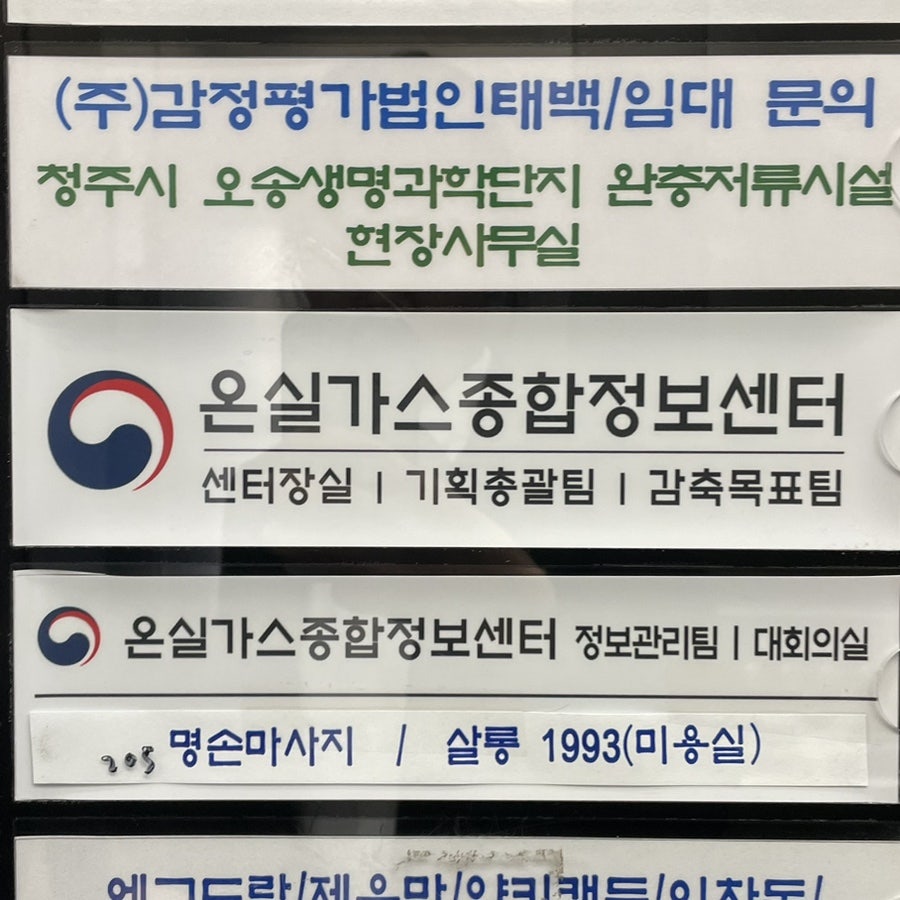 (주)감정평가법인태백/임대 문의
청주시 오송생명과학단지 완충저류시설
현장사무실
온실가스종합정보센터
센터장실 | 기획총괄팀 | 감축목표팀
온실가스종합정보센터 정보관리팀 | 대회의실
205 명손마사지 / 살롱 1993(미용실)